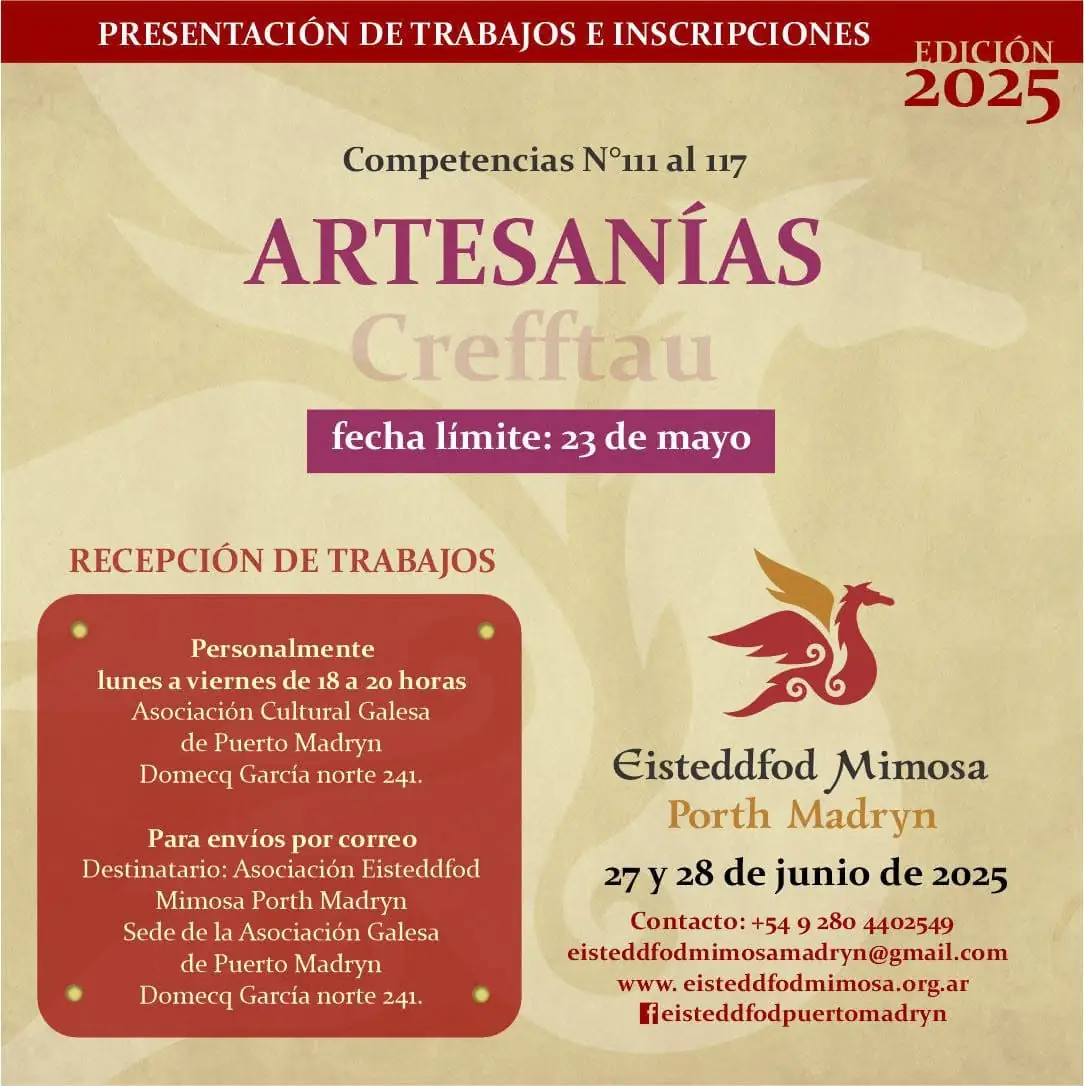 PRESENTACIÓN DE TRABAJOS E INSCRIPCIONES
EDICIÓN
2025
Competencias N°111 al 117
ARTESANÍAS
Crefftau
fecha límite: 23 de mayo
RECEPCIÓN DE TRABAJOS
Personalmente
lunes a viernes de 18 a 20 horas
Asociación Cultural Galesa
de Puerto Madryn
Domecq García norte 241.
Para envíos por correo
Destinatario: Asociación Eisteddfod
Mimosa Porth Madryn
Sede de la Asociación Galesa
de Puerto Madryn
Domecq García norte 241.
Eisteddfod Mimosa
Porth Madryn
27 y 28 de junio de 2025
Contacto: +54 9 280 4402549
eisteddfodmimosamadryn@gmail.com
www. eisteddfodmimosa.org.ar
eisteddfodpuertomadryn